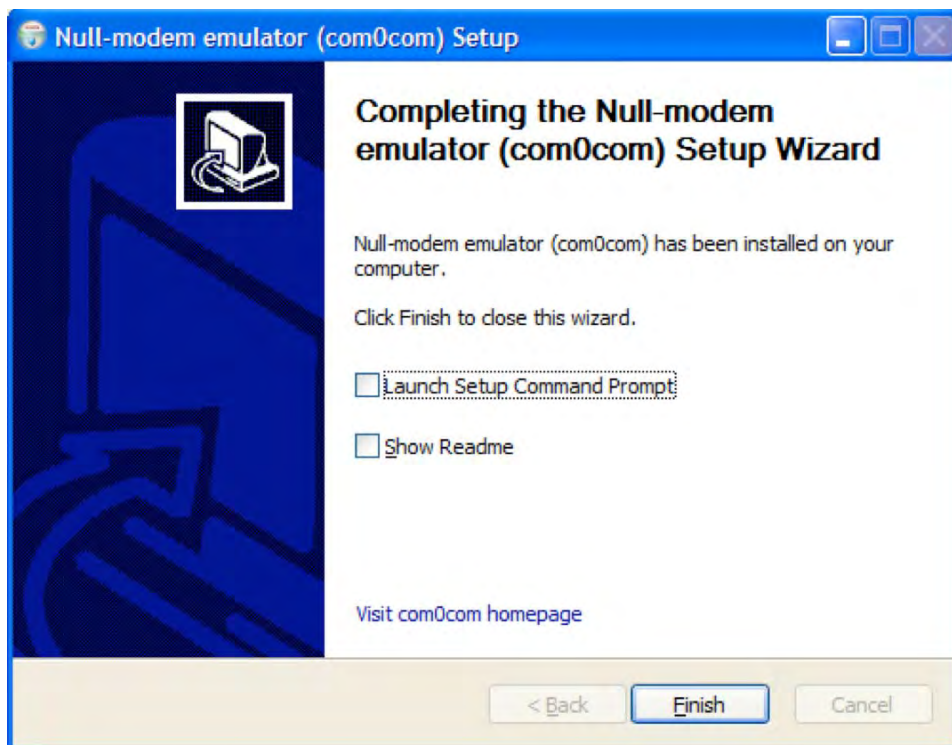 Null-modem emulator (com0com) Setup
Completing the Null-modem
emulator (com0com) Setup Wizard
Null-modem emulator (com0com) has been installed on your
computer.
Click Finish to close this wizard.
Launch Setup Command Prompt
Show Readme
Visit com0com homepage
< Back Finish Cancel